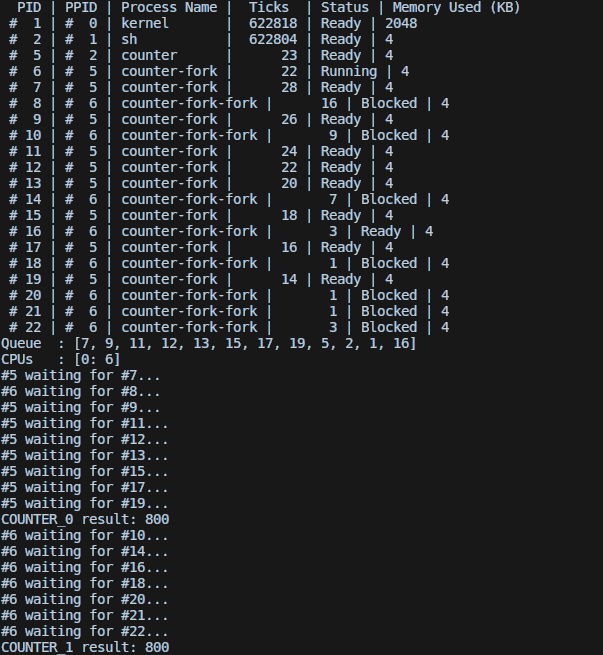 PID | PPID | Process Name |  Ticks  | Status | Memory Used (KB)
 #  1 | #  0 | kernel       |  622818 | Ready | 2048
 #  2 | #  1 | sh           |  622804 | Ready | 4
 #  5 | #  2 | counter      |      23 | Ready | 4
 #  6 | #  5 | counter-fork |      22 | Running | 4
 #  7 | #  5 | counter-fork |      28 | Ready | 4
 #  8 | #  6 | counter-fork-fork |      16 | Blocked | 4
 #  9 | #  5 | counter-fork |      26 | Ready | 4
 # 10 | #  6 | counter-fork-fork |       9 | Blocked | 4
 # 11 | #  5 | counter-fork |      24 | Ready | 4
 # 12 | #  5 | counter-fork |      22 | Ready | 4
 # 13 | #  5 | counter-fork |      20 | Ready | 4
 # 14 | #  6 | counter-fork-fork |       7 | Blocked | 4
 # 15 | #  5 | counter-fork |      18 | Ready | 4
 # 16 | #  6 | counter-fork-fork |       3 | Ready | 4
 # 17 | #  5 | counter-fork |      16 | Ready | 4
 # 18 | #  6 | counter-fork-fork |       1 | Blocked | 4
 # 19 | #  5 | counter-fork |      14 | Ready | 4
 # 20 | #  6 | counter-fork-fork |       1 | Blocked | 4
 # 21 | #  6 | counter-fork-fork |       1 | Blocked | 4
 # 22 | #  6 | counter-fork-fork |       3 | Blocked | 4
Queue  : [7, 9, 11, 12, 13, 15, 17, 19, 5, 2, 1, 16]
CPUs   : [0: 6]
#5 waiting for #7...
#6 waiting for #8...
#5 waiting for #9...
#5 waiting for #11...
#5 waiting for #12...
#5 waiting for #13...
#5 waiting for #15...
#5 waiting for #17...
#5 waiting for #19...
COUNTER_0 result: 800
#6 waiting for #10...
#6 waiting for #14...
#6 waiting for #16...
#6 waiting for #18...
#6 waiting for #20...
#6 waiting for #21...
#6 waiting for #22...
COUNTER_1 result: 800